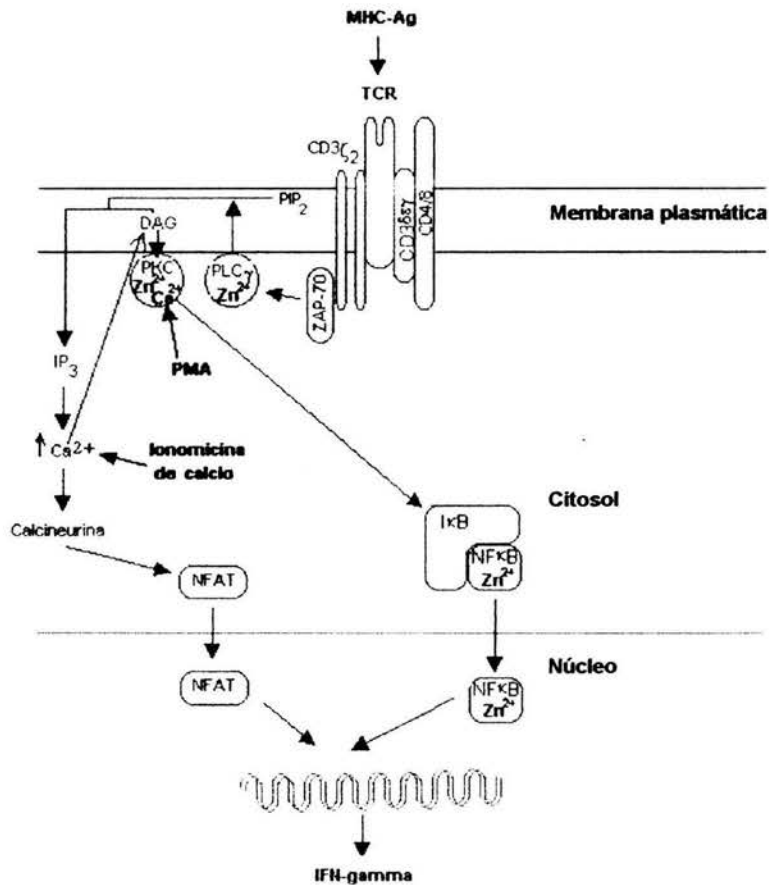 MHC-Ag
TCR
CD3ζ2
PIP2
DAG
CD3δεγ
CD4/8
Membrana plasmática
PKC
Zn2+
Ca2+
PLCγ
Zn2+
ZAP-70
PMA
IP3
Ca2+
Ionomicina
de calcio
Citosol
IκB
Calcineurina
NFκB
Zn2+
NFAT
Núcleo
NFAT
NFκB
Zn2+
IFN-gamma